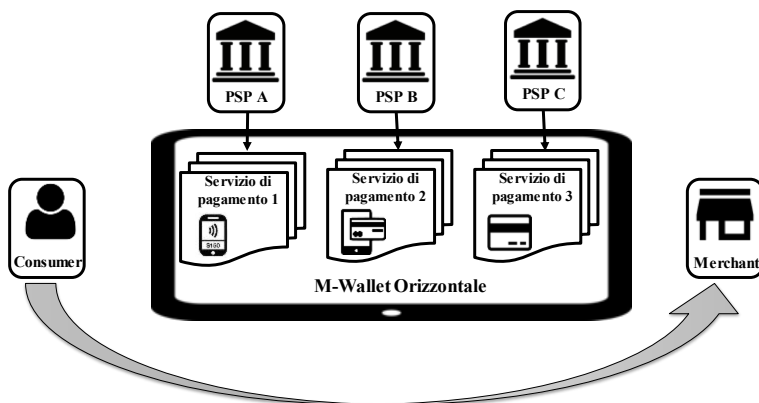 PSP A
PSP B
PSP C
Servizio di
pagamento 1
Servizio di
pagamento 2
Servizio di
pagamento 3
$150
Consumer
Merchant
M-Wallet Orizzontale